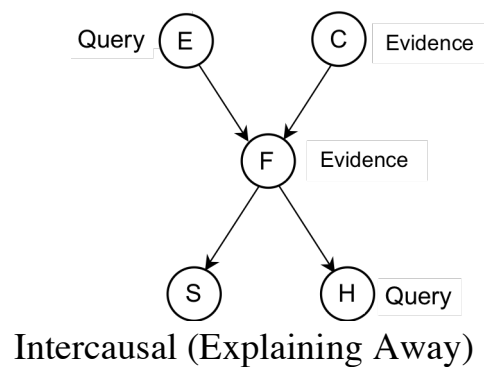 Query E C Evidence
F Evidence
S H Query
Intercausal (Explaining Away)